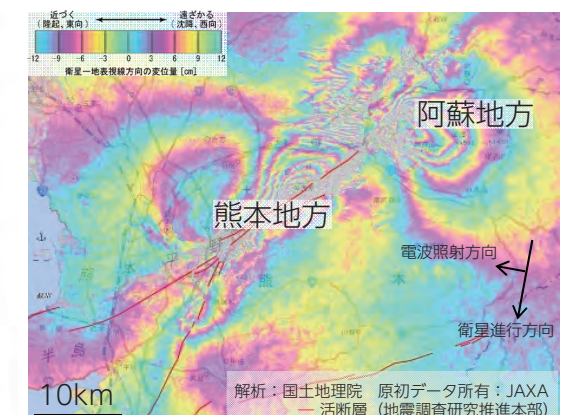 近づく
(隆起、東向)
遠ざかる
(沈降、西向)
-12 -9 -6 -3 0 3 6 9 12
衛星－地表視線方向の変位量 [cm]
阿蘇地方
熊本地方
電波照射方向
衛星進行方向
熊 本
半 島
10km
解析：国土地理院 原初データ所有：JAXA
活断層（地震調査研究推進本部）